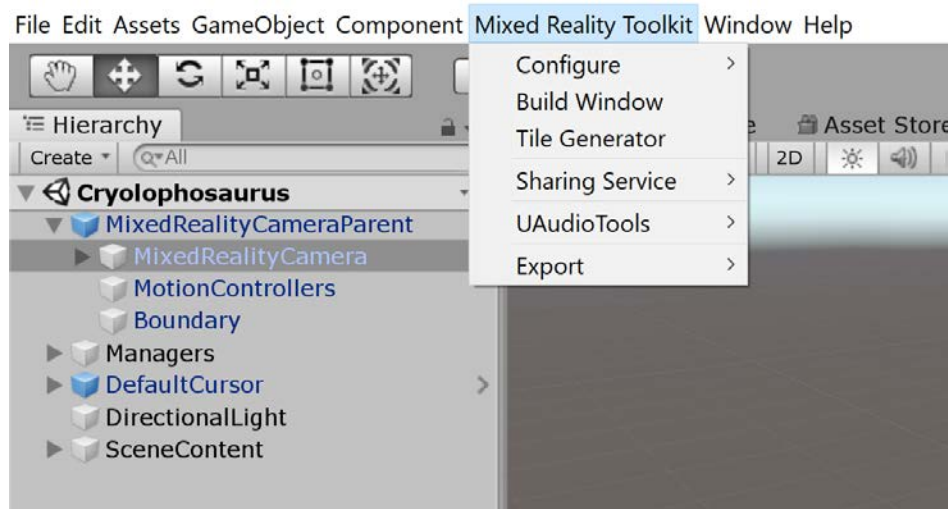 File Edit Assets GameObject Component Mixed Reality Toolkit Window Help
Configure
Build Window
Tile Generator
Sharing Service
UAudioTools
Export
Hierarchy
Asset Store
Create
All
2D
Cryolophosaurus
MixedRealityCameraParent
MixedRealityCamera
MotionControllers
Boundary
Managers
DefaultCursor
DirectionalLight
SceneContent